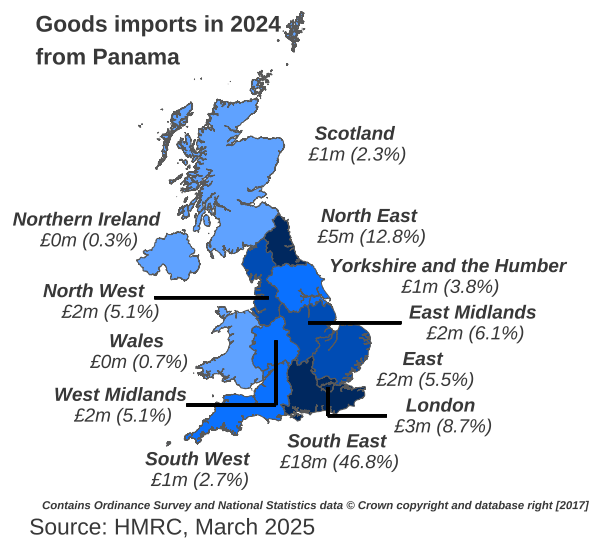 Goods imports in 2024
from Panama
Scotland
£1m (2.3%)
Northern Ireland
£0m (0.3%)
North East
£5m (12.8%)
Yorkshire and the Humber
£1m (3.8%)
North West
£2m (5.1%)
East Midlands
£2m (6.1%)
Wales
£0m (0.7%)
East
£2m (5.5%)
West Midlands
£2m (5.1%)
London
£3m (8.7%)
South East
£18m (46.8%)
South West
£1m (2.7%)
Contains Ordinance Survey and National Statistics data © Crown copyright and database right [2017]
Source: HMRC, March 2025